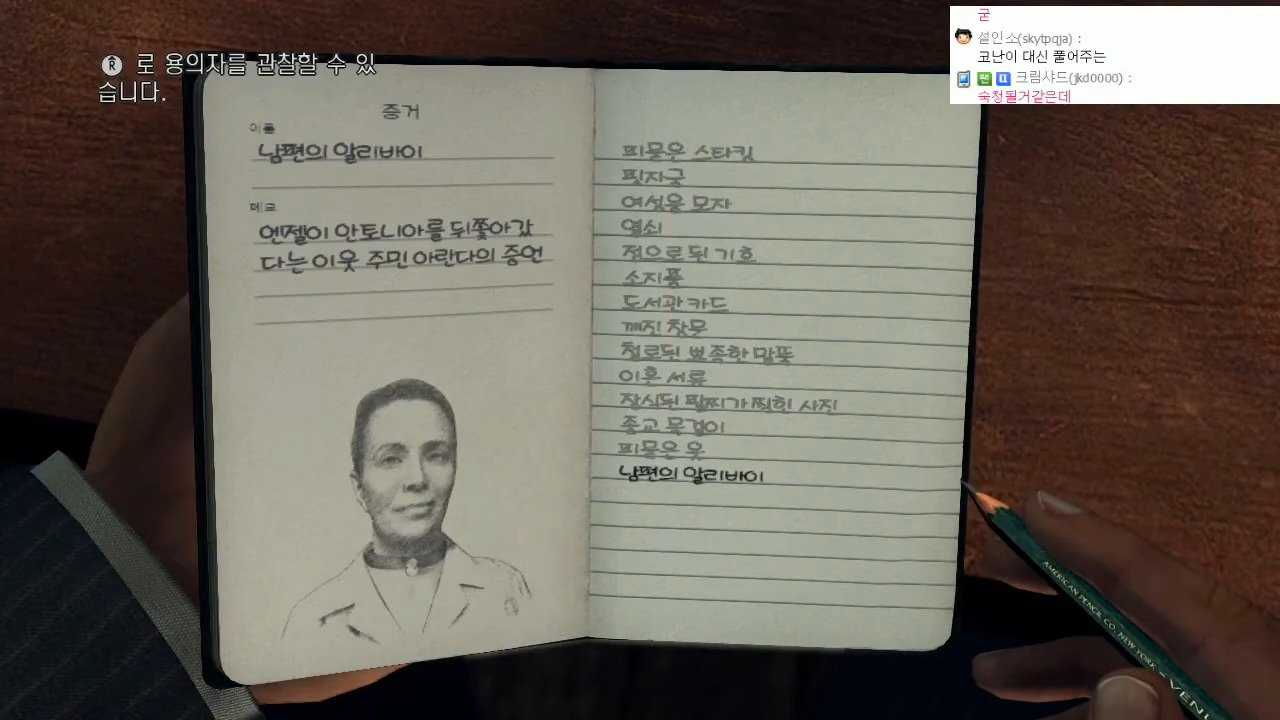 굳
설인소(skytpqja) :
코난이 대신 풀어주는
팬 크림샤드(jkd0000) :
숙청될거같은데
R 로 용의자를 관찰할 수 있
습니다.
증거
이름
남편의 알리바이
메모
엔젤이 안토니아를 뒤쫓아갔
다는 이웃 주민 아란다의 증언
피묻은 스타킹
핏자국
여성용 모자
열쇠
점으로 된 기호
소지품
도서관 카드
깨진 창문
철로된 뾰족한 말뚝
이혼 서류
장식된 팔찌가 찍힌 사진
종교 목걸이
피묻은 옷
남편의 알리바이
AMERICAN PENCIL CO. NEW YORK
VENU